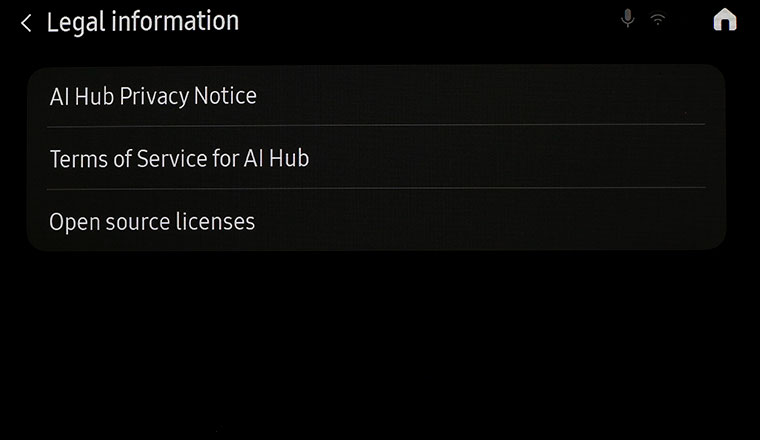 Legal information
AI Hub Privacy Notice
Terms of Service for AI Hub
Open source licenses